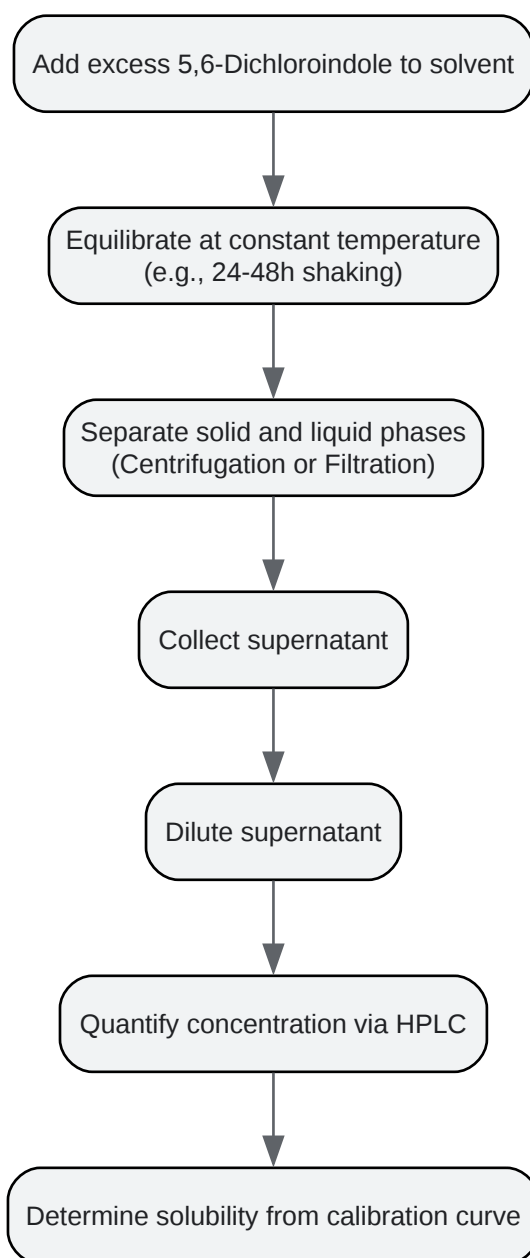 Add excess 5,6-Dichloroindole to solvent
Equilibrate at constant temperature
(e.g., 24-48h shaking)
Separate solid and liquid phases
(Centrifugation or Filtration)
Collect supernatant
Dilute supernatant
Quantify concentration via HPLC
Determine solubility from calibration curve